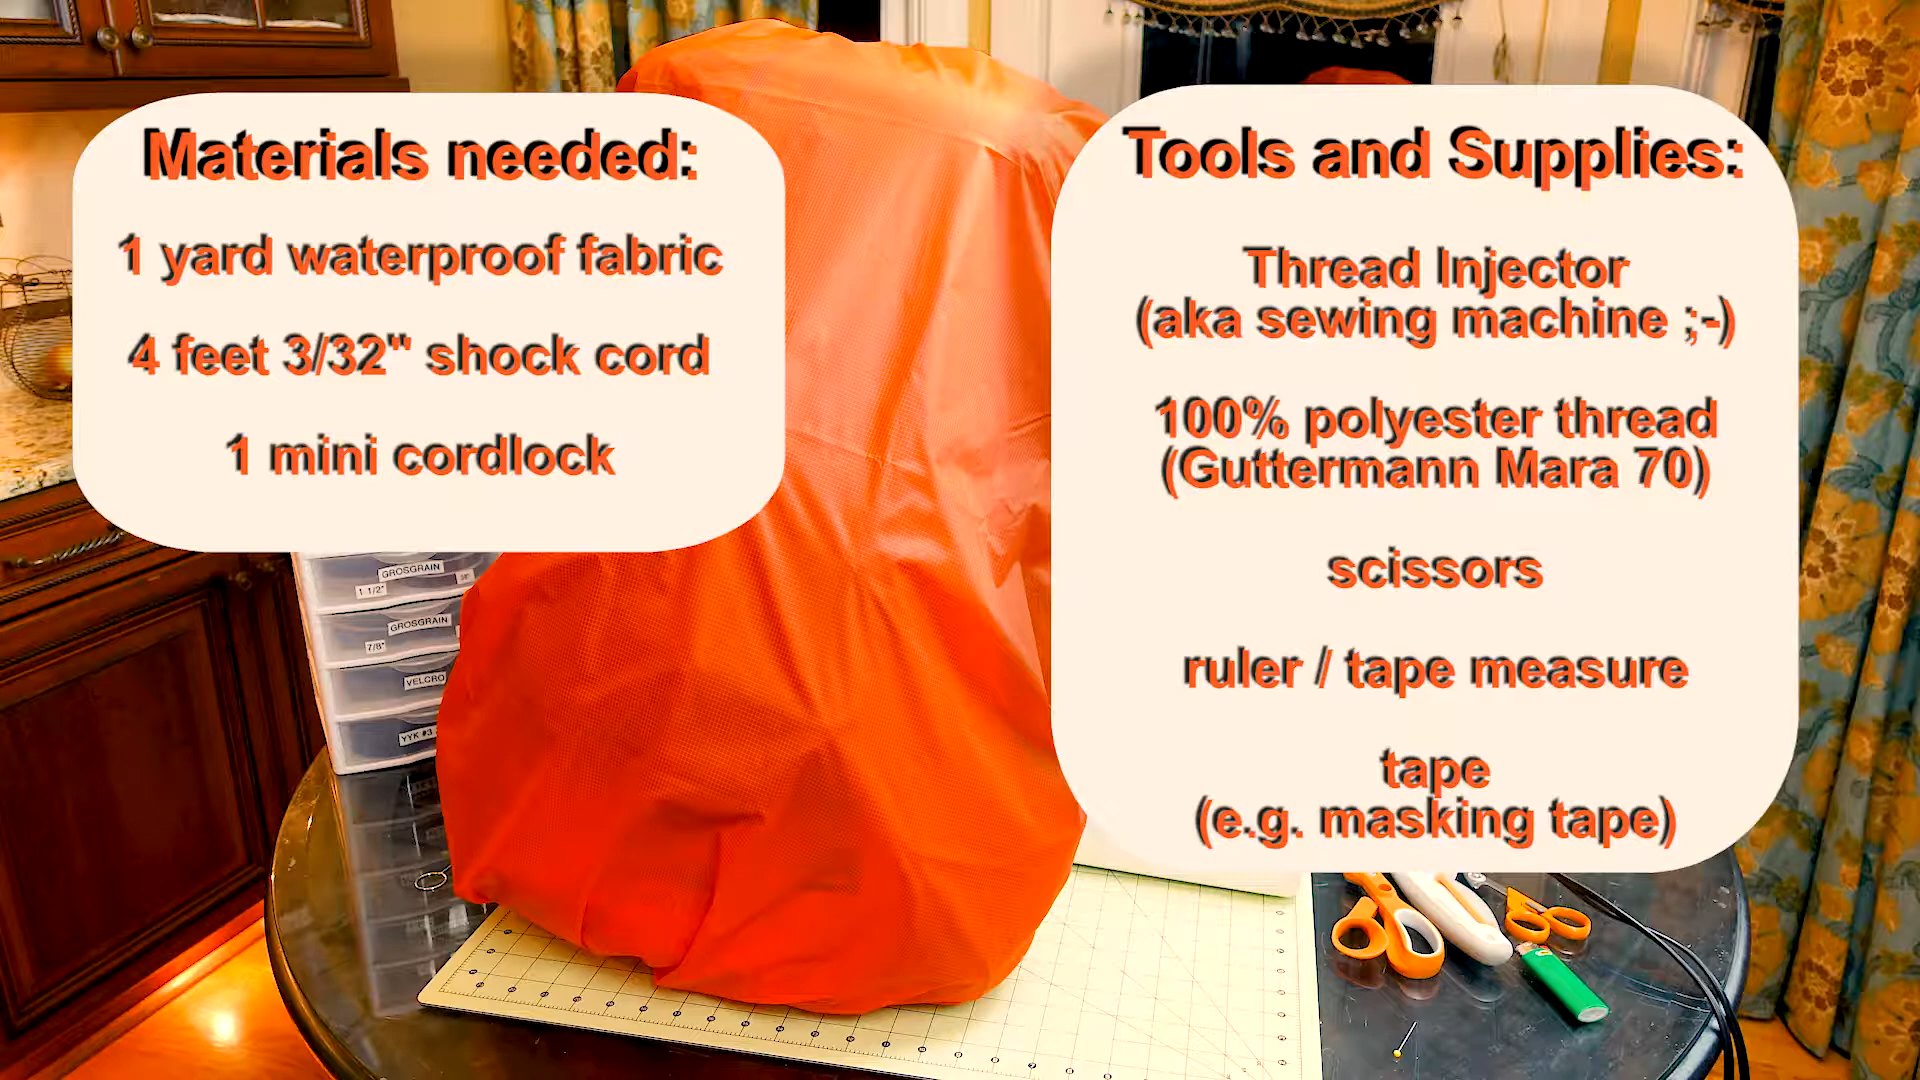 Materials needed:
1 yard waterproof fabric
4 feet 3/32" shock cord
1 mini cordlock
Tools and Supplies:
Thread Injector
(aka sewing machine ;-)
100% polyester thread
(Guttermann Mara 70)
scissors
ruler / tape measure
tape
(e.g. masking tape)
GROSGRAIN
1 1/2"
GROSGRAIN
7/8"
VELCRO
YYK #3